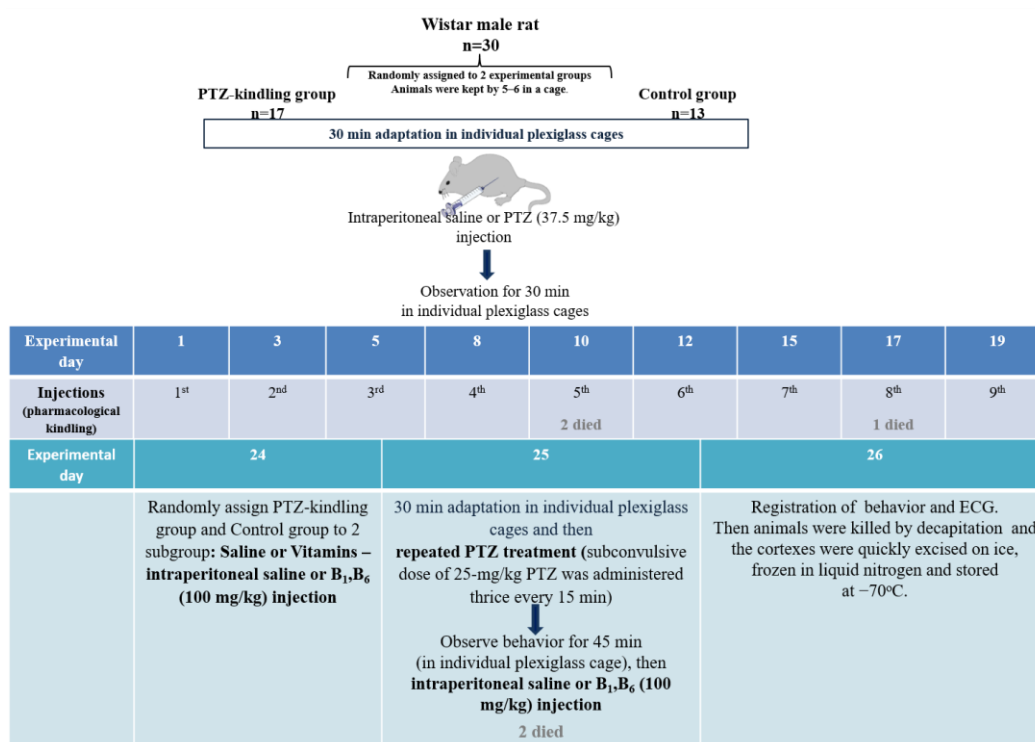 Wistar male rat
n=30
Randomly assigned to 2 experimental groups
Animals were kept by 5–6 in a cage.
PTZ-kindling group
n=17
Control group
n=13
30 min adaptation in individual plexiglass cages
Intraperitoneal saline or PTZ (37.5 mg/kg)
injection
Observation for 30 min
in individual plexiglass cages
Experimental day 1 3 5 8 10 12 15 17 19
Injections (pharmacological kindling) 1st 2nd 3rd 4th 5th 6th 7th 8th 9th
2 died 1 died
Experimental day 24 25 26
Randomly assign PTZ-kindling
group and Control group to 2
subgroup: Saline or Vitamins –
intraperitoneal saline or B₁,B₆
(100 mg/kg) injection
30 min adaptation in individual plexiglass
cages and then
repeated PTZ treatment (subconvulsive
dose of 25-mg/kg PTZ was administered
thrice every 15 min)
Observe behavior for 45 min
(in individual plexiglass cage), then
intraperitoneal saline or B₁,B₆ (100
mg/kg) injection
2 died
Registration of behavior and ECG.
Then animals were killed by decapitation and
the cortexes were quickly excised on ice,
frozen in liquid nitrogen and stored
at −70°C.